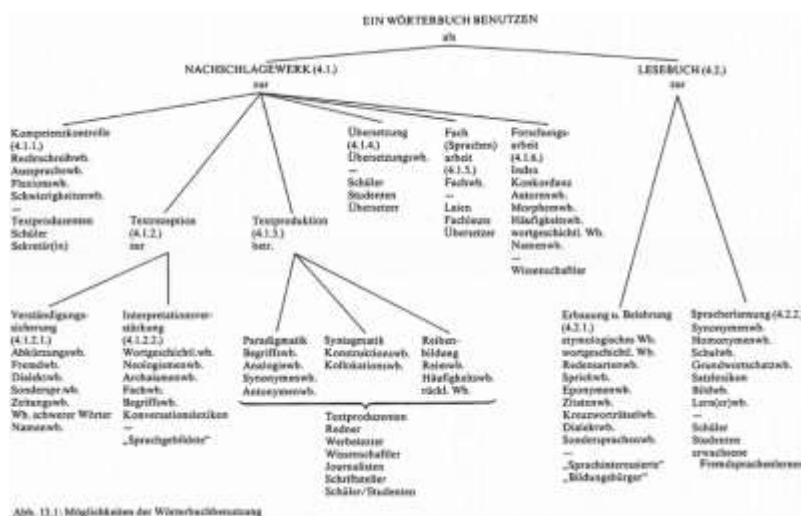 EIN WÖRTERBUCH BENUTZEN
als
NACHSCHLAGEWERK (4.1.)
zur
LESEBUCH (4.2.)
zur
Kompetenzkontrolle
(4.1.1.)
Rechtschreibwb.
Aussprachewb.
Flexionswb.
Schwierigkeitenwb.
—
Textproduzenten
Schüler
Sekretär(in)
Textrezeption
(4.1.2.)
zur
Textproduktion
(4.1.3.)
betr.
Übersetzung
(4.1.4.)
Übersetzungswb.
—
Schüler
Studenten
Übersetzer
Fach
(Sprachen)
arbeit
(4.1.5.)
Fachwb.
—
Laien
Fachleute
Übersetzer
Forschungs-
arbeit
(4.1.6.)
Index
Konkordanz
Autorenwb.
Morphemwb.
Häufigkeitswb.
wortgeschichtl. Wb.
Namenwb.
—
Wissenschaftler
Verständigungs-
sicherung
(4.1.2.1.)
Abkürzungswb.
Fremdwb.
Dialektwb.
Sonderspr.wb.
Zeitungswb.
Wb. schwerer Wörter
Namenwb.
Interpretationsver-
stärkung
(4.1.2.2.)
Wortgeschichtl.wb.
Neologismenwb.
Archaismenwb.
Fachwb.
Begriffswb.
Konversationslexikon
—
„Sprachgebildete“
Paradigmatik
Begriffswb.
Analogiewb.
Synonymenwb.
Antonymenwb.
Syntagmatik
Konstruktionswb.
Kollokationswb.
Reihen-
bildung
Reimwb.
Häufigkeitswb.
rückl. Wb.
Textproduzenten
Redner
Werbetexter
Wissenschaftler
Journalisten
Schriftsteller
Schüler/Studenten
Erbauung u. Belehrung
(4.2.1.)
etymologisches Wb.
wortgeschichtl. Wb.
Redensartenwb.
Sprichwb.
Eponymenwb.
Zitatenwb.
Kreuzworträtselwb.
Dialektwb.
Sondersprachenwb.
—
„Sprachinteressierte“
„Bildungsbürger“
Spracherlernung (4.2.2.)
Synonymenwb.
Homonymenwb.
Schulwb.
Grundwortschatzwb.
Satzlexikon
Bildwb.
Lern(er)wb.
—
Schüler
Studenten
erwachsene
Fremdsprachenlerner
Abb. 13.1: Möglichkeiten der Wörterbuchbenutzung